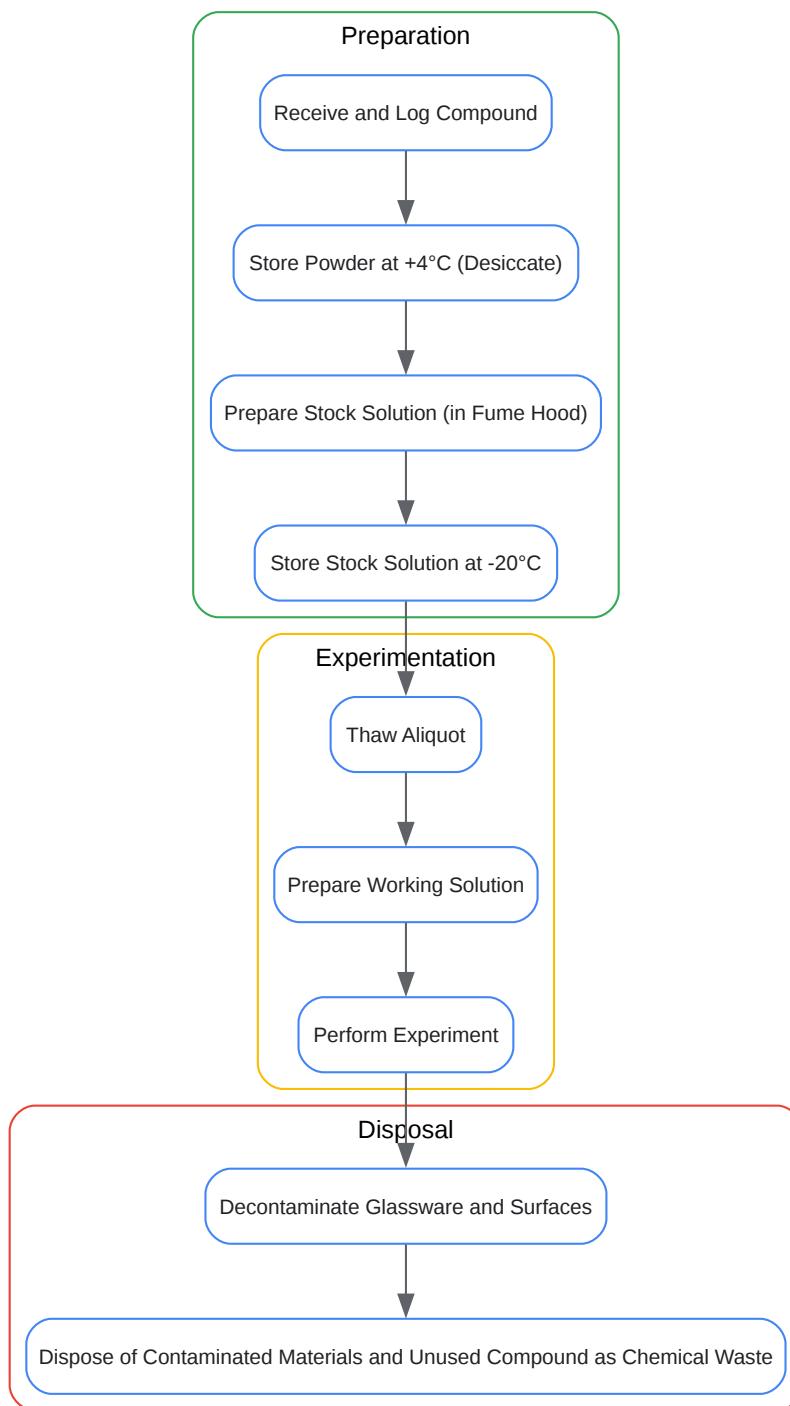 Preparation
Receive and Log Compound
Store Powder at +4°C (Desiccate)
Prepare Stock Solution (in Fume Hood)
Store Stock Solution at -20°C
Experimentation
Thaw Aliquot
Prepare Working Solution
Perform Experiment
Disposal
Decontaminate Glassware and Surfaces
Dispose of Contaminated Materials and Unused Compound as Chemical Waste